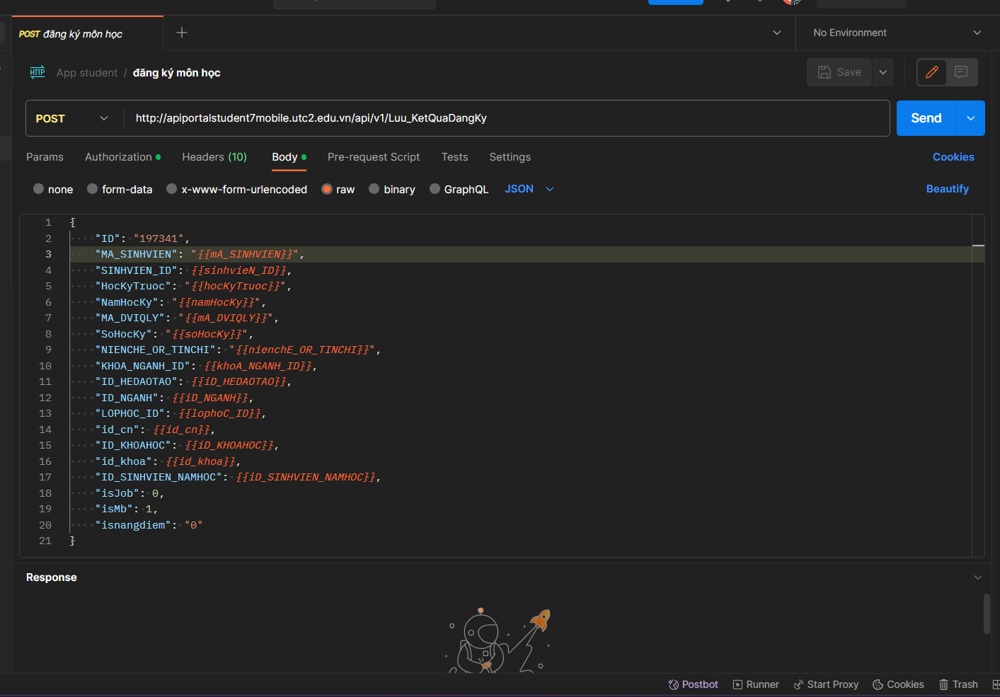 POST đăng ký môn học
No Environment
HTTP App student / đăng ký môn học
Save
POST http://apiportalstudent7mobile.utc2.edu.vn/api/v1/Luu_KetQuaDangKy
Send
Params Authorization Headers (10) Body Pre-request Script Tests Settings Cookies
none form-data x-www-form-urlencoded raw binary GraphQL JSON Beautify
1 {
2 "ID": "197341",
3 "MA_SINHVIEN": "{{mA_SINHVIEN}}",
4 "SINHVIEN_ID": {{sinhvieN_ID}},
5 "HocKyTruoc": "{{hocKyTruoc}}",
6 "NamHocKy": "{{namHocKy}}",
7 "MA_DVIQLY": "{{mA_DVIQLY}}",
8 "SoHocKy": "{{soHocKy}}",
9 "NIENCHE_OR_TINCHI": "{{nienchE_OR_TINCHI}}",
10 "KHOA_NGANH_ID": {{khoA_NGANH_ID}},
11 "ID_HEDAOTAO": {{iD_HEDAOTAO}},
12 "ID_NGANH": {{iD_NGANH}},
13 "LOPHOC_ID": {{lophoC_ID}},
14 "id_cn": {{id_cn}},
15 "ID_KHOAHOC": {{iD_KHOAHOC}},
16 "id_khoa": {{id_khoa}},
17 "ID_SINHVIEN_NAMHOC": {{iD_SINHVIEN_NAMHOC}},
18 "isJob": 0,
19 "isMb": 1,
20 "isnangdiem": "0"
21 }
Response
Postbot Runner Start Proxy Cookies Trash